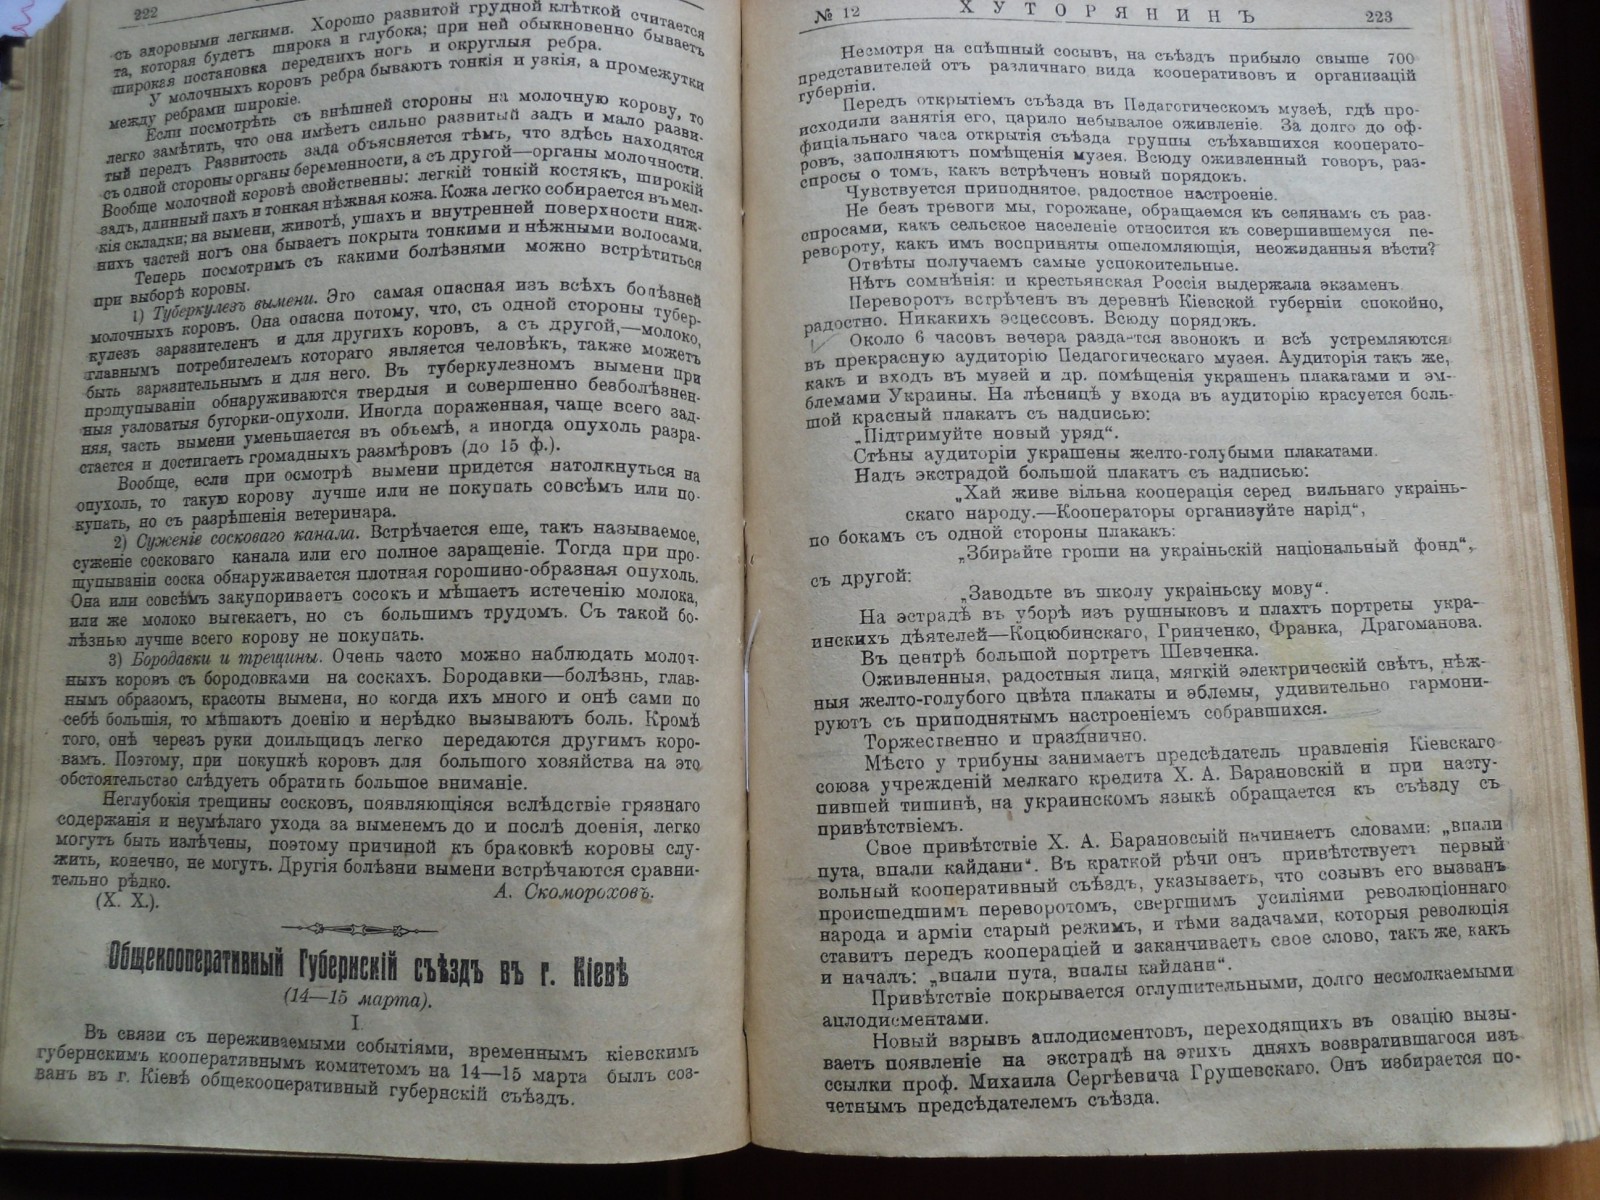 222
съ здоровыми легкими. Хорошо развитой грудной клѣткой считается
та, которая будетъ широка и глубока; при ней обыкновенно бываетъ
широкая постановка переднихъ ногъ и округлыя ребра.
У молочныхъ коровъ ребра бываютъ тонкія и узкія, а промежутки
между ребрами широкіе.
Если посмотрѣть съ внѣшней стороны на молочную корову, то
легко замѣтить, что она имѣетъ сильно развитый задъ и мало разви-
тый передъ Развитость зада объясняется тѣмъ, что здѣсь находятся
съ одной стороны органы беременности, а съ другой—органы молочности.
Вообще молочной коровѣ свойственны: легкій тонкій костякъ, широкій
задъ, длинный пахъ и тонкая нѣжная кожа. Кожа легко собирается въ мел-
кія складки; на вымени, животѣ, ушахъ и внутренней поверхности ниж-
нихъ частей ногъ она бываетъ покрыта тонкими и нѣжными волосами.
Теперь посмотримъ съ какими болѣзнями можно встрѣтиться
при выборѣ коровы.
1) Туберкулезъ вымени. Эго самая опасная изъ всѣхъ болѣзней
молочныхъ коровъ. Она опасна потому, что, съ одной стороны тубер-
кулезъ заразителенъ и для другихъ коровъ, а съ другой,—молоко,
главнымъ потребителемъ котораго является человѣкъ, также можетъ
быть заразительнымъ и для него. Въ туберкулезномъ вымени при
прощупываніи обнаруживаются твердыя и совершенно безболѣзнен-
ныя узловатыя бугорки-опухоли. Иногда пораженная, чаще всего зад-
няя, часть вымени уменьшается въ объемѣ, а иногда опухоль разра-
стается и достигаетъ громадныхъ размѣровъ (до 15 ф.).
Вообще, если при осмотрѣ вымени придется натолкнуться на
опухоль, то такую корову лучше или не покупать совсѣмъ или по-
купать, но съ разрѣшенія ветеринара.
2) Суженіе сосковаго канала. Встрѣчается еше, такъ называемое,
суженіе сосковаго канала или его полное заращеніе. Тогда при про-
щупываніи соска обнаруживается плотная горошино-образная опухоль.
Она или совсѣмъ закупориваетъ сосокъ и мѣшаетъ истеченію молока,
или же молоко вытекаетъ, но съ большимъ трудомъ. Съ такой бо-
лѣзнью лучше всего корову не покупать.
3) Бородавки и трещины. Очень часто можно наблюдать молоч-
ныхъ коровъ съ бородовками на соскахъ. Бородавки—болѣзнь, глав-
нымъ образомъ, красоты вымени, но когда ихъ много и онѣ сами по
себѣ большія, то мѣшаютъ доенію и нерѣдко вызываютъ боль. Кромѣ
того, онѣ черезъ руки доильщицъ легко передаются другимъ коро-
вамъ. Поэтому, при покупкѣ коровъ для большого хозяйства на это
обстоятельство слѣдуетъ обратить большое вниманіе.
Неглубокія трещины сосковъ, появляющіяся вслѣдствіе грязнаго
содержанія и неумѣлаго ухода за выменемъ до и послѣ доенія, легко
могутъ быть излѣчены, поэтому причиной къ браковкѣ коровы слу-
жить, конечно, не могутъ. Другія болѣзни вымени встрѣчаются сравни-
тельно рѣдко. А. Скомороховъ.
(Х. Х.).
Общекооперативный Губернскій съѣздъ въ г. Кіевѣ
(14—15 марта).
I.
Въ связи съ переживаемыми событіями, временнымъ кіевскимъ
губернскимъ кооперативнымъ комитетомъ на 14—15 марта былъ соз-
ванъ въ г. Кіевѣ общекооперативный губернскій съѣздъ.
№ 12 ХУТОРЯНИНЪ 223
Несмотря на спѣшный сосывъ, на съѣздъ прибыло свыше 700
представителей отъ различнаго вида кооперативовъ и организацій
губерніи.
Передъ открытіемъ съѣзда въ Педагогическомъ музеѣ, гдѣ про-
исходили занятія его, царило небывалое оживленіе. За долго до оф-
фиціальнаго часа открытія съѣзда группы съѣхавшихся кооперато-
ровъ, заполняютъ помѣщенія музея. Всюду оживленный говоръ, раз-
спросы о томъ, какъ встрѣченъ новый порядокъ.
Чувствуется приподнятое, радостное настроеніе.
Не безъ тревоги мы, горожане, обращаемся къ селянамъ съ раз-
спросами, какъ сельское населеніе относится къ совершившемуся пе-
ревороту, какъ имъ восприняты ошеломляющія, неожиданныя вѣсти?
Отвѣты получаемъ самые успокоительные.
Нѣтъ сомнѣнія: и крестьянская Россія выдержала экзаменъ.
Переворотъ встрѣченъ въ деревнѣ Кіевской губерніи спокойно,
радостно. Никакихъ эсцессовъ. Всюду порядокъ.
Около 6 часовъ вечера раздается звонокъ и всѣ устремляются
въ прекрасную аудиторію Педагогическаго музея. Аудиторія такъ же,
какъ и входъ въ музей и др. помѣщенія украшенъ плакатами и эм-
блемами Украины. На лѣсницѣ у входа въ аудиторію красуется боль-
шой красный плакатъ съ надписью:
„Підтримуйте новый уряд“.
Стѣны аудиторіи украшены желто-голубыми плакатами.
Надъ экстрадой большой плакатъ съ надписью:
„Хай живе вільна кооперація серед вильнаго украінь-
скаго народу.—Кооператоры организуйте нарід“,
по бокамъ съ одной стороны плакакъ:
„Збирайте гроши на украіньскій національный фонд“,
съ другой:
„Заводьте въ школу украіньску мову“.
На эстрадѣ въ уборѣ изъ рушныковъ и плахтъ портреты укра-
инскихъ дѣятелей—Коцюбинскаго, Гринченко, Франка, Драгоманова.
Въ центрѣ большой портретъ Шевченка.
Оживленныя, радостныя лица, мягкій электрическій свѣтъ, нѣж-
ныя желто-голубого цвѣта плакаты и эблемы, удивительно гармони-
руютъ съ приподнятымъ настроеніемъ собравшихся.
Торжественно и празднично.
Мѣсто у трибуны занимаетъ предсѣдатель правленія Кіевскаго
союза учрежденій мелкаго кредита Х. А. Барановскій и при насту-
пившей тишинѣ, на украинскомъ языкѣ обращается къ съѣзду съ
привѣтствіемъ.
Свое привѣтствіе Х. А. Барановсьій начинаетъ словами: „впали
пута, впали кайдани“. Въ краткой рѣчи онъ привѣтствуетъ первый
вольный кооперативный съѣздъ, указываетъ, что созывъ его вызванъ
происшедшимъ переворотомъ, свергшимъ усиліями революціоннаго
народа и арміи старый режимъ, и тѣми задачами, которыя революція
ставитъ передъ коопераціей и заканчиваетъ свое слово, такъ же, какъ
и началъ: „впали пута, впалы кайдани“.
Привѣтствіе покрывается оглушительными, долго несмолкаемыми
аплодисментами.
Новый взрывъ аплодисментовъ, переходящихъ въ овацію вызы-
ваетъ появленіе на экстрадѣ на этихъ дняхъ возвратившагося изъ
ссылки проф. Михаила Сергѣевича Грушевскаго. Онъ избирается по-
четнымъ предсѣдателемъ съѣзда.